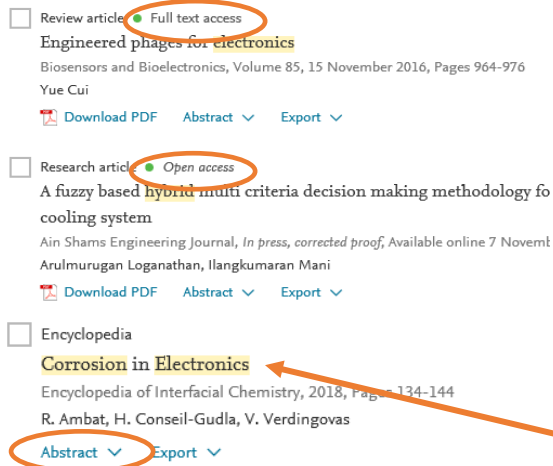 Review article Full text access
Engineered phages for electronics
Biosensors and Bioelectronics, Volume 85, 15 November 2016, Pages 964-976
Yue Cui
Download PDF Abstract Export
Research article Open access
A fuzzy based hybrid multi criteria decision making methodology fo
cooling system
Ain Shams Engineering Journal, In press, corrected proof, Available online 7 Novemb
Arulmurugan Loganathan, Ilangkumaran Mani
Download PDF Abstract Export
Encyclopedia
Corrosion in Electronics
Encyclopedia of Interfacial Chemistry, 2018, Pages 134-144
R. Ambat, H. Conseil-Gudla, V. Verdingovas
Abstract Export